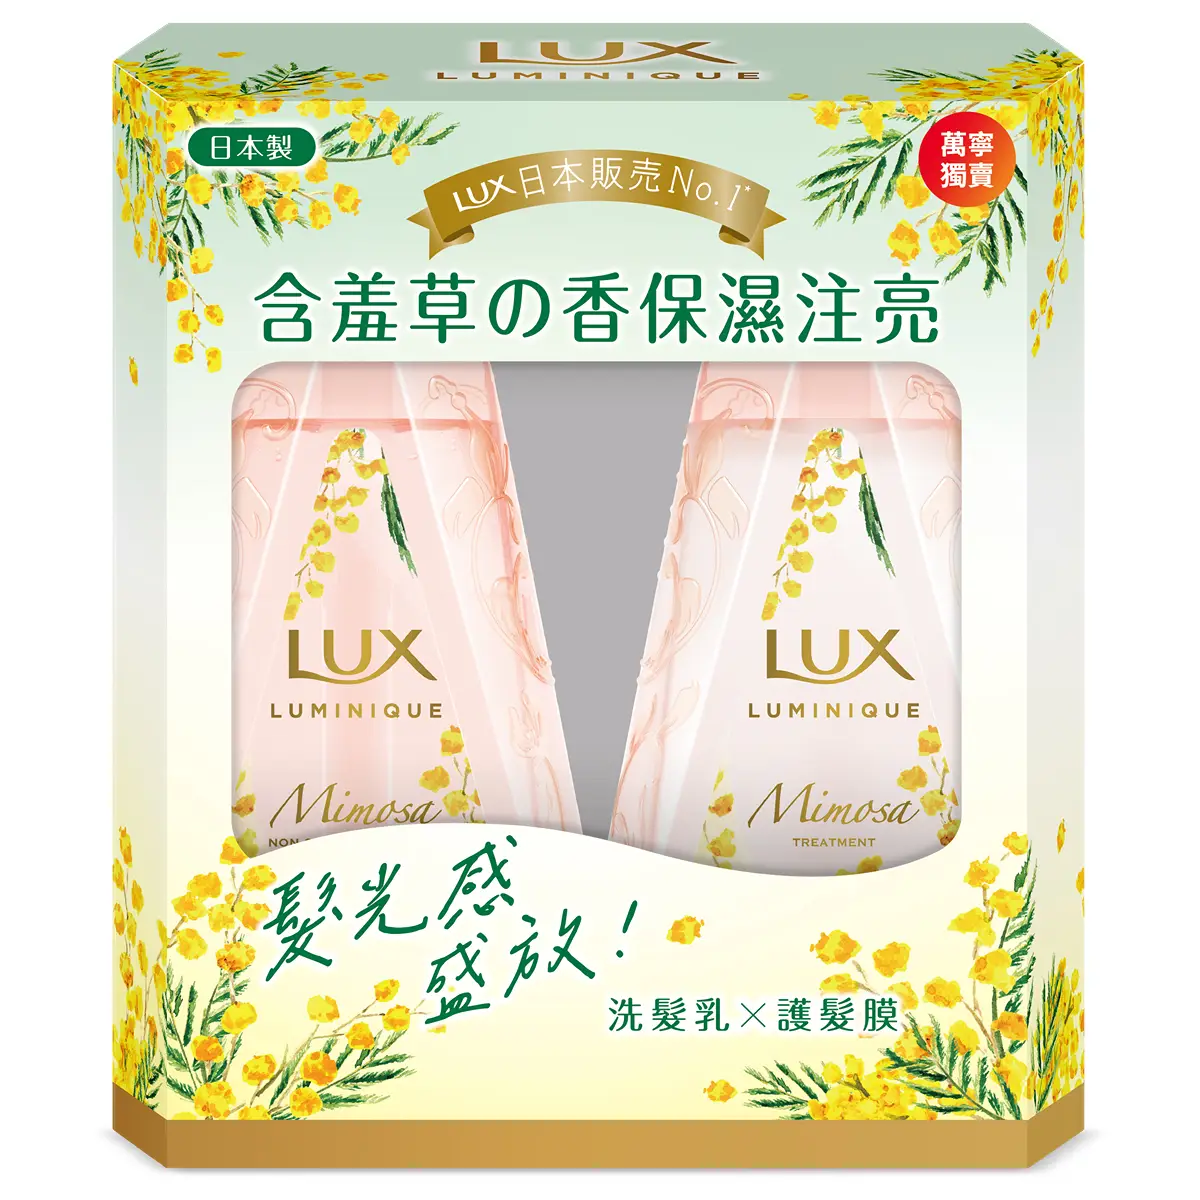 LUX
LUMINIQUE
日本製
萬寧
獨賣
LUX日本販売No.1*
含羞草の香保濕注亮
LUX
LUMINIQUE
Mimosa
NON
LUX
LUMINIQUE
Mimosa
TREATMENT
髮光感
盛放！
洗髮乳×護髮膜